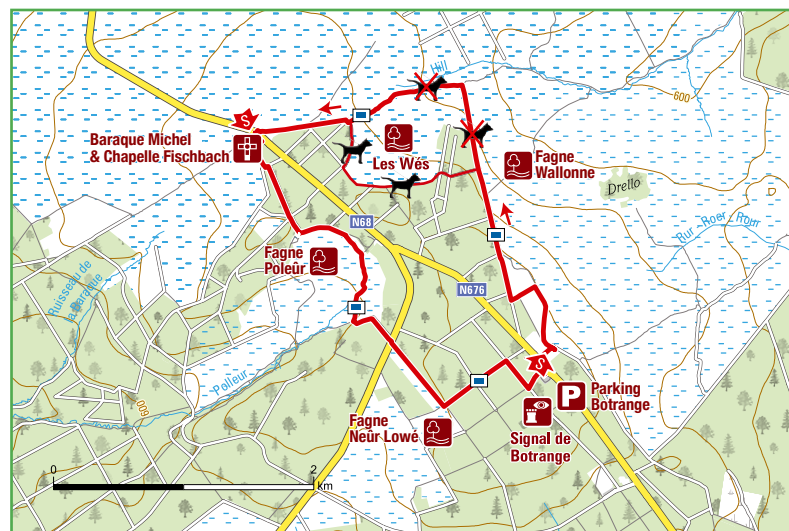 Hill
600
S
Baraque Michel
& Chapelle Fischbach
Les Wés
Fagne
Wallonne
Drello
N68
Rur - Roer - Rour
Fagne
Poleûr
Ruisseau de
la Baraque
N676
Polleur
S
P
Parking
Botrange
600
Fagne
Neûr Lowé
Signal de
Botrange
0
2
km